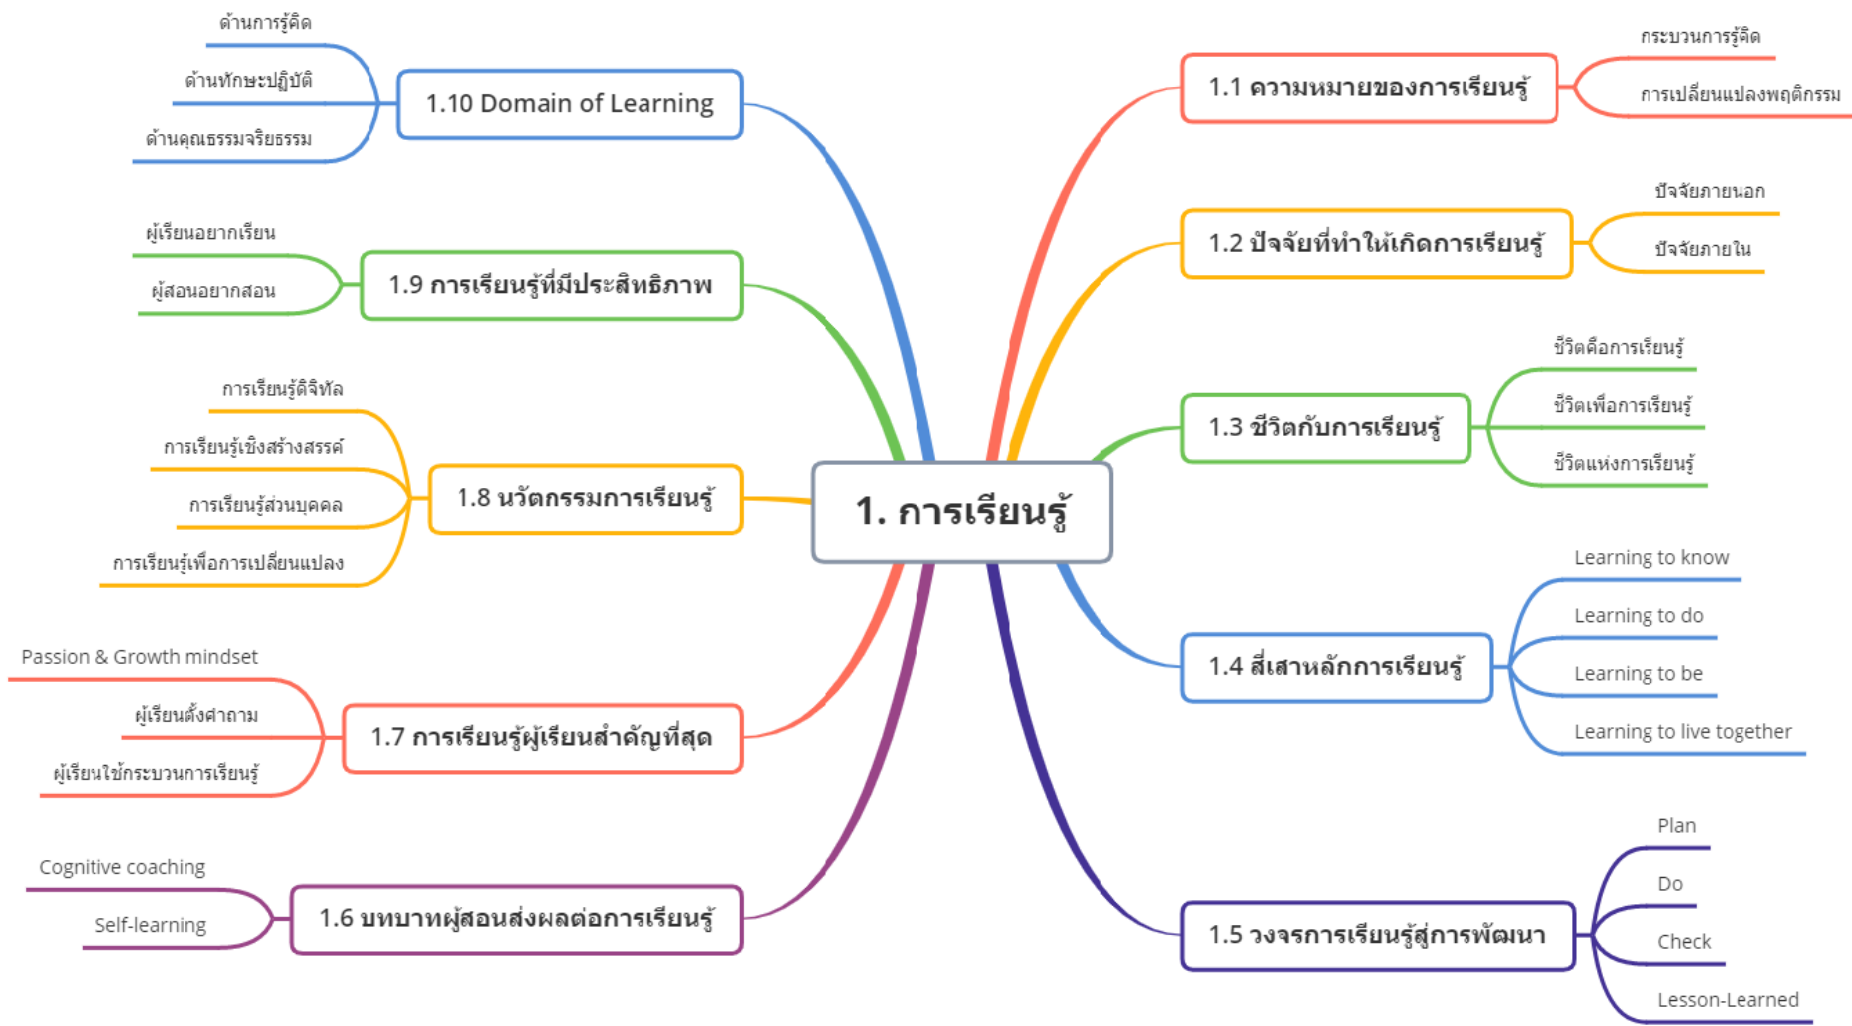 1. การเรียนรู้
1.1 ความหมายของการเรียนรู้
กระบวนการรู้คิด
การเปลี่ยนแปลงพฤติกรรม
1.2 ปัจจัยที่ทำให้เกิดการเรียนรู้
ปัจจัยภายนอก
ปัจจัยภายใน
1.3 ชีวิตกับการเรียนรู้
ชีวิตคือการเรียนรู้
ชีวิตเพื่อการเรียนรู้
ชีวิตแห่งการเรียนรู้
1.4 สี่เสาหลักการเรียนรู้
Learning to know
Learning to do
Learning to be
Learning to live together
1.5 วงจรการเรียนรู้สู่การพัฒนา
Plan
Do
Check
Lesson-Learned
1.6 บทบาทผู้สอนส่งผลต่อการเรียนรู้
Cognitive coaching
Self-learning
1.7 การเรียนรู้ผู้เรียนสำคัญที่สุด
Passion & Growth mindset
ผู้เรียนตั้งคำถาม
ผู้เรียนใช้กระบวนการเรียนรู้
1.8 นวัตกรรมการเรียนรู้
การเรียนรู้ดิจิทัล
การเรียนรู้เชิงสร้างสรรค์
การเรียนรู้ส่วนบุคคล
การเรียนรู้เพื่อการเปลี่ยนแปลง
1.9 การเรียนรู้ที่มีประสิทธิภาพ
ผู้เรียนอยากเรียน
ผู้สอนอยากสอน
1.10 Domain of Learning
ด้านการรู้คิด
ด้านทักษะปฏิบัติ
ด้านคุณธรรมจริยธรรม